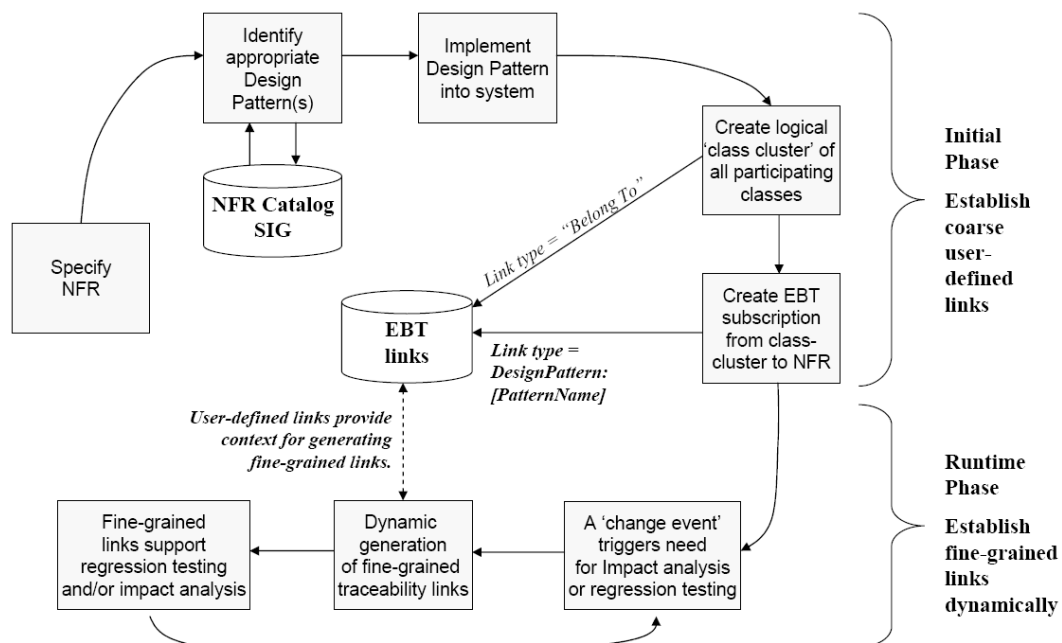 Identify
appropriate
Design
Pattern(s)
Implement
Design Pattern
into system
Create logical
‘class cluster’ of
all participating
classes
Initial
Phase
Establish
coarse
user-
defined
links
NFR Catalog
SIG
Specify
NFR
Link type = “Belong To”
EBT
links
Create EBT
subscription
from class-
cluster to NFR
Link type =
DesignPattern:
[PatternName]
User-defined links provide
context for generating
fine-grained links.
Runtime
Phase
Establish
fine-grained
links
dynamically
Fine-grained
links support
regression testing
and/or impact analysis
Dynamic
generation
of fine-grained
traceability links
A ‘change event’
triggers need
for Impact analysis
or regression testing